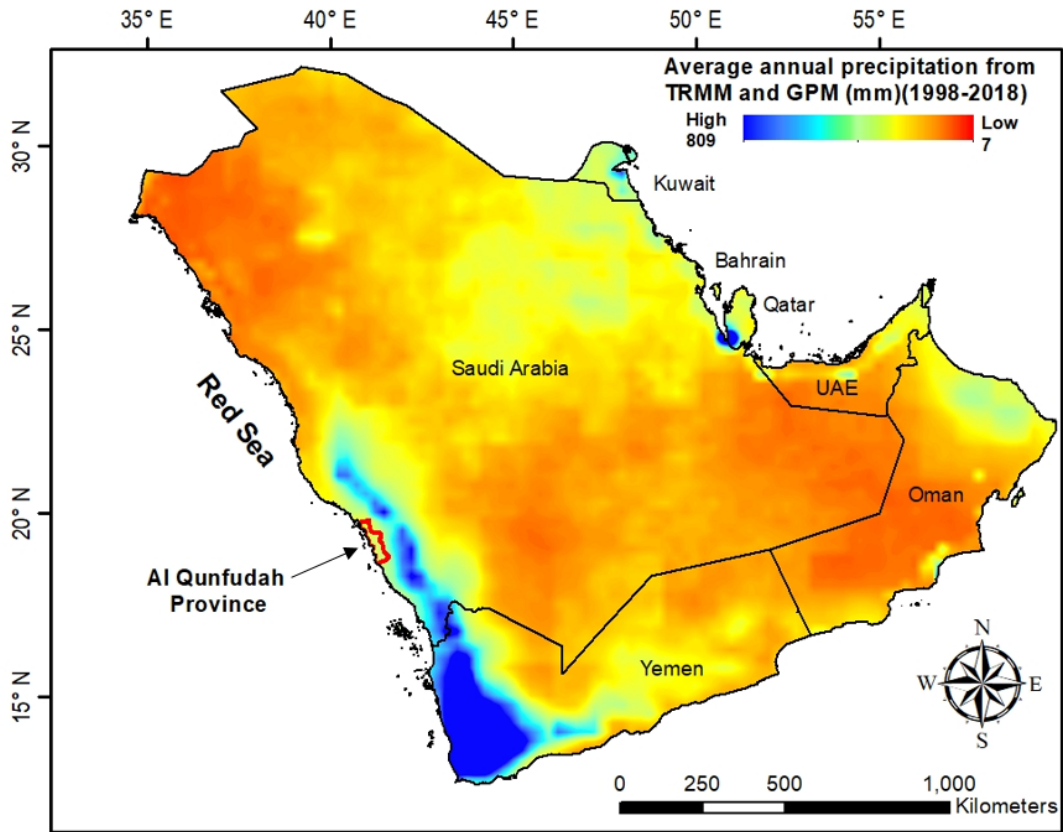 35° E 40° E 45° E 50° E 55° E
Average annual precipitation from
TRMM and GPM (mm)(1998-2018)
High
809
Low
7
30° N
25° N
20° N
15° N
Kuwait
Bahrain
Qatar
Saudi Arabia
UAE
Red Sea
Oman
Al Qunfudah
Province
Yemen
N
W
E
S
0 250 500 1,000
Kilometers